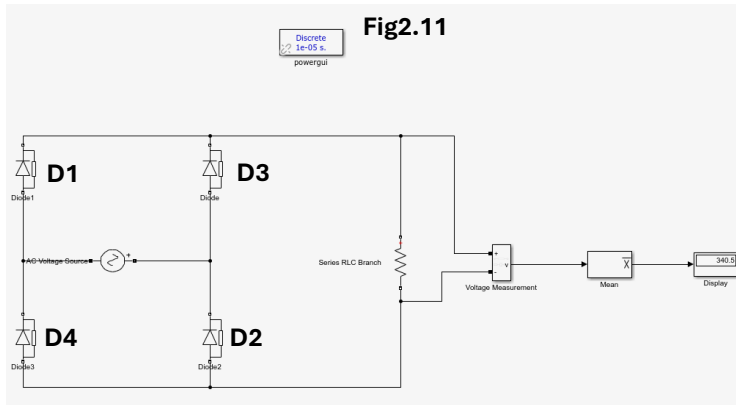 Fig2.11
Discrete
1e-05 s.
powergui
D1
D3
Diode1
Diode
AC Voltage Source
+
Series RLC Branch
+
-
v
Voltage Measurement
X
Mean
340.5
Display
D4
D2
Diode3
Diode2